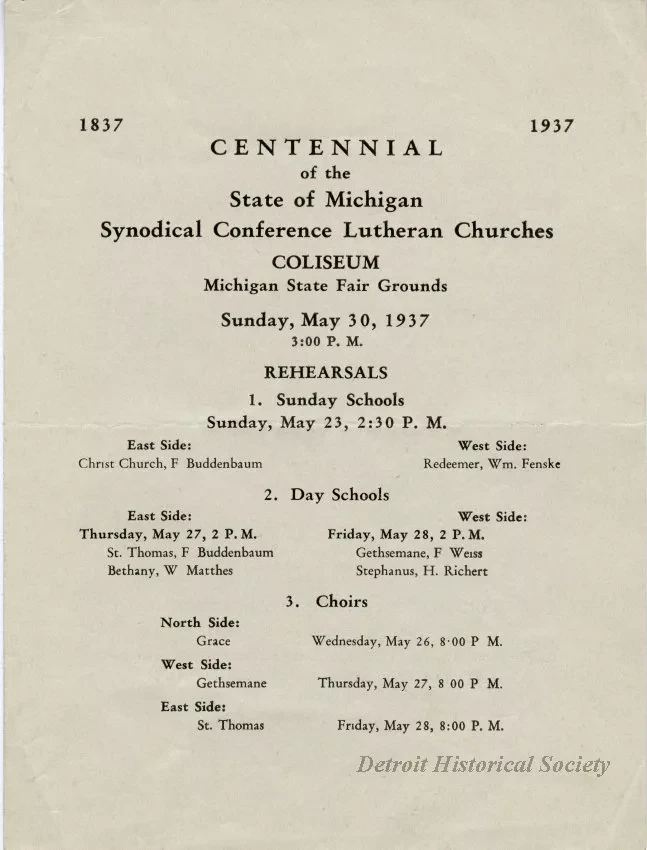 1837 1937
CENTENNIAL
of the
State of Michigan
Synodical Conference Lutheran Churches
COLISEUM
Michigan State Fair Grounds
Sunday, May 30, 1937
3:00 P. M.
REHEARSALS
1. Sunday Schools
Sunday, May 23, 2:30 P. M.
East Side: West Side:
Christ Church, F Buddenbaum Redeemer, Wm. Fenske
2. Day Schools
East Side: West Side:
Thursday, May 27, 2 P. M. Friday, May 28, 2 P. M.
St. Thomas, F Buddenbaum Gethsemane, F Weiss
Bethany, W Matthes Stephanus, H. Richert
3. Choirs
North Side:
Grace Wednesday, May 26, 8·00 P M.
West Side:
Gethsemane Thursday, May 27, 8 00 P M.
East Side:
St. Thomas Friday, May 28, 8:00 P. M.
Detroit Historical Society